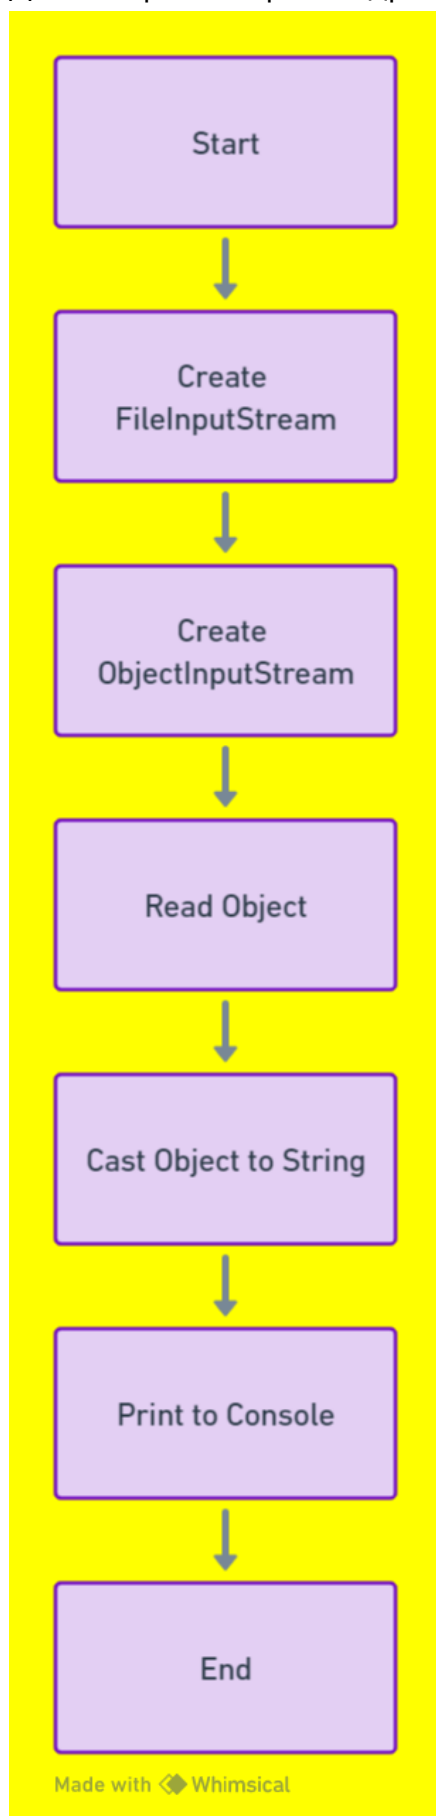 Start
Create
FileInputStream
Create
ObjectInputStream
Read Object
Cast Object to String
Print to Console
End
Made with Whimsical